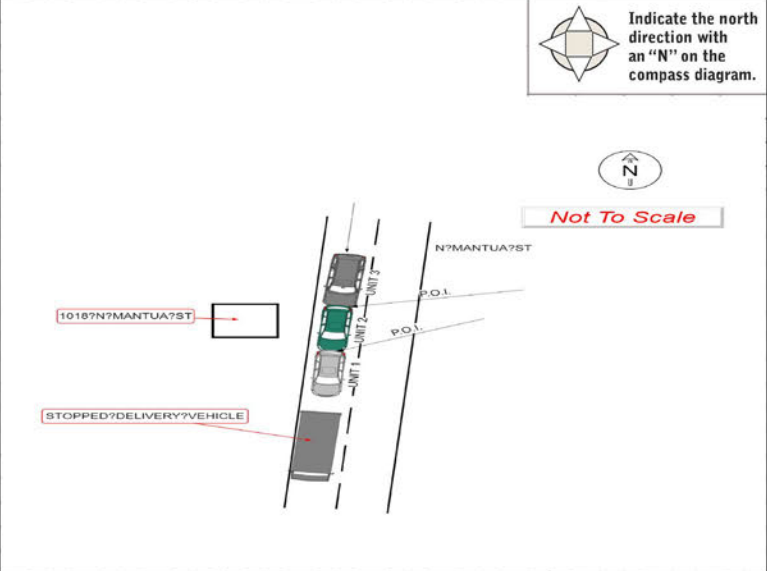 Indicate the north
direction with
an “N” on the
compass diagram.
N
Not To Scale
N?MANTUA?ST
UNIT 3
P.O.I.
1018?N?MANTUA?ST
UNIT 2
P.O.I.
UNIT 1
STOPPED?DELIVERY?VEHICLE